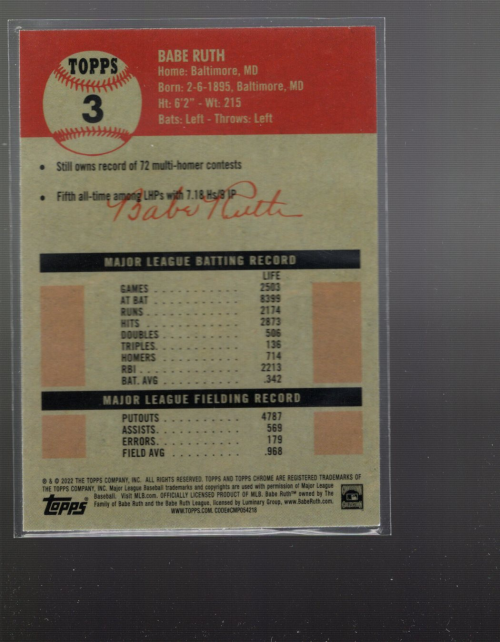 TOPPS
3
BABE RUTH
Home: Baltimore, MD
Born: 2-6-1895, Baltimore, MD
Ht: 6'2" - Wt: 215
Bats: Left - Throws: Left
• Still owns record of 72 multi-homer contests
• Fifth all-time among LHPs with 7.18 Hs/9 IP
Babe Ruth
MAJOR LEAGUE BATTING RECORD
LIFE
GAMES . . . . . . . . . . . . 2503
AT BAT . . . . . . . . . . . . 8399
RUNS . . . . . . . . . . . . 2174
HITS . . . . . . . . . . . . 2873
DOUBLES . . . . . . . . . . . . 506
TRIPLES . . . . . . . . . . . . 136
HOMERS . . . . . . . . . . . . 714
RBI . . . . . . . . . . . . 2213
BAT. AVG . . . . . . . . . . . . .342
MAJOR LEAGUE FIELDING RECORD
PUTOUTS . . . . . . . . . . . . 4787
ASSISTS . . . . . . . . . . . . 569
ERRORS . . . . . . . . . . . . 179
FIELD AVG . . . . . . . . . . . . .968
® & © 2022 THE TOPPS COMPANY, INC. ALL RIGHTS RESERVED. TOPPS AND TOPPS CHROME ARE REGISTERED TRADEMARKS OF
THE TOPPS COMPANY, INC. Major League Baseball trademarks and copyrights are used with permission of Major League
Baseball. Visit MLB.com. OFFICIALLY LICENSED PRODUCT OF MLB. Babe Ruth™ owned by The
Family of Babe Ruth and the Babe Ruth League, licensed by Luminary Group, www.BabeRuth.com.
WWW.TOPPS.COM. CODE#CMP054216
Topps